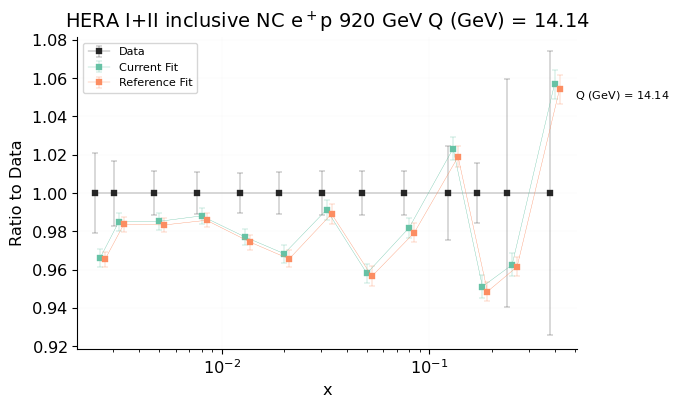 HERA I+II inclusive NC e⁺p 920 GeV Q (GeV) = 14.14
Data
Current Fit
Reference Fit
Q (GeV) = 14.14
Ratio to Data
1.08
1.06
1.04
1.02
1.00
0.98
0.96
0.94
0.92
10⁻²
10⁻¹
x